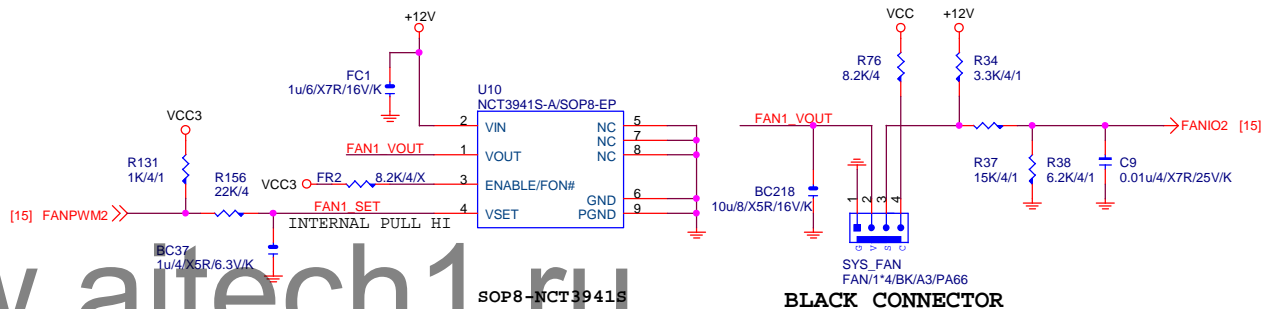 +12V
VCC
+12V
FC1
1u/6/X7R/16V/K
R76
8.2K/4
R34
3.3K/4/1
U10
NCT3941S-A/SOP8-EP
VCC3
2 VIN
NC 5
NC 7
NC 8
FAN1_VOUT 1 VOUT
FAN1_VOUT
FANIO2 [15]
R131
1K/4/1
R156
22K/4
VCC3 FR2 8.2K/4/X 3 ENABLE/FON#
GND 6
PGND 9
R37
15K/4/1
R38
6.2K/4/1
C9
0.01u/4/X7R/25V/K
BC218
10u/8/X5R/16V/K
[15] FANPWM2
FAN1_SET 4 VSET
INTERNAL PULL HI
BC37
1u/4/X5R/6.3V/K
1 2 3 4
G V S C
SYS_FAN
FAN/1*4/BK/A3/PA66
SOP8-NCT3941S
BLACK CONNECTOR
w.aitech1.ru